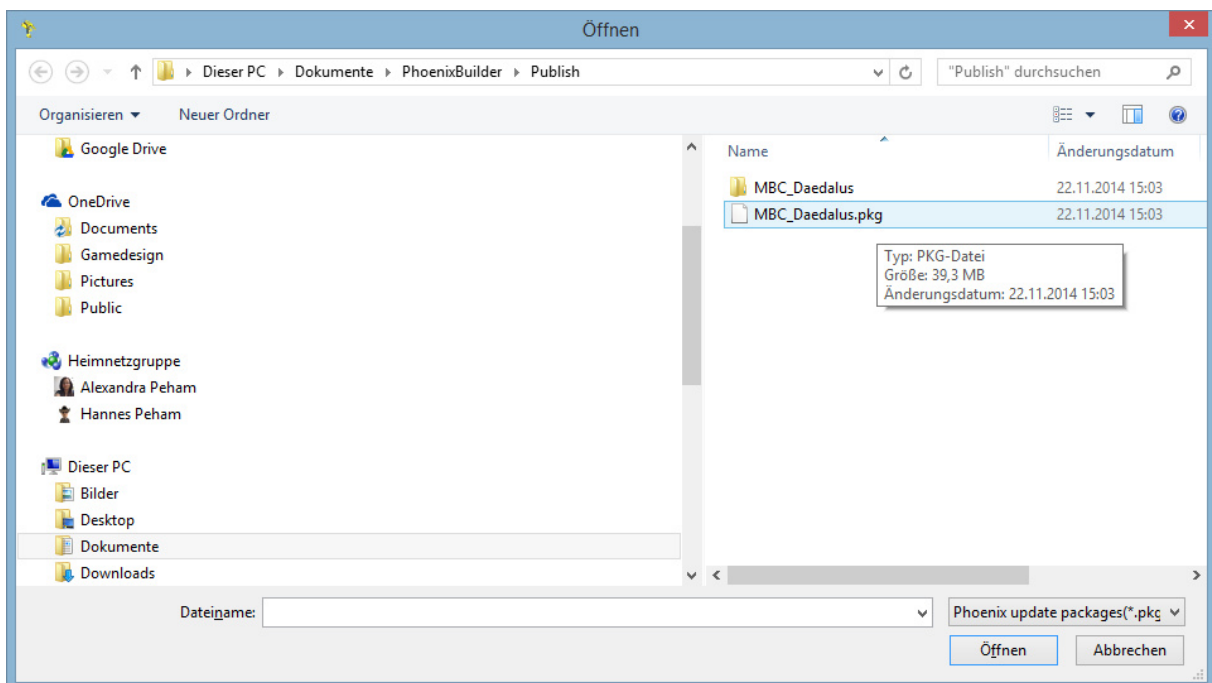 Öffnen
Dieser PC Dokumente PhoenixBuilder Publish
"Publish" durchsuchen
Organisieren Neuer Ordner
Google Drive
OneDrive
Documents
Gamedesign
Pictures
Public
Heimnetzgruppe
Alexandra Peham
Hannes Peham
Dieser PC
Bilder
Desktop
Dokumente
Downloads
Name Änderungsdatum
MBC_Daedalus 22.11.2014 15:03
MBC_Daedalus.pkg 22.11.2014 15:03
Typ: PKG-Datei
Größe: 39,3 MB
Änderungsdatum: 22.11.2014 15:03
Dateiname:
Phoenix update packages(*.pkg
Öffnen Abbrechen